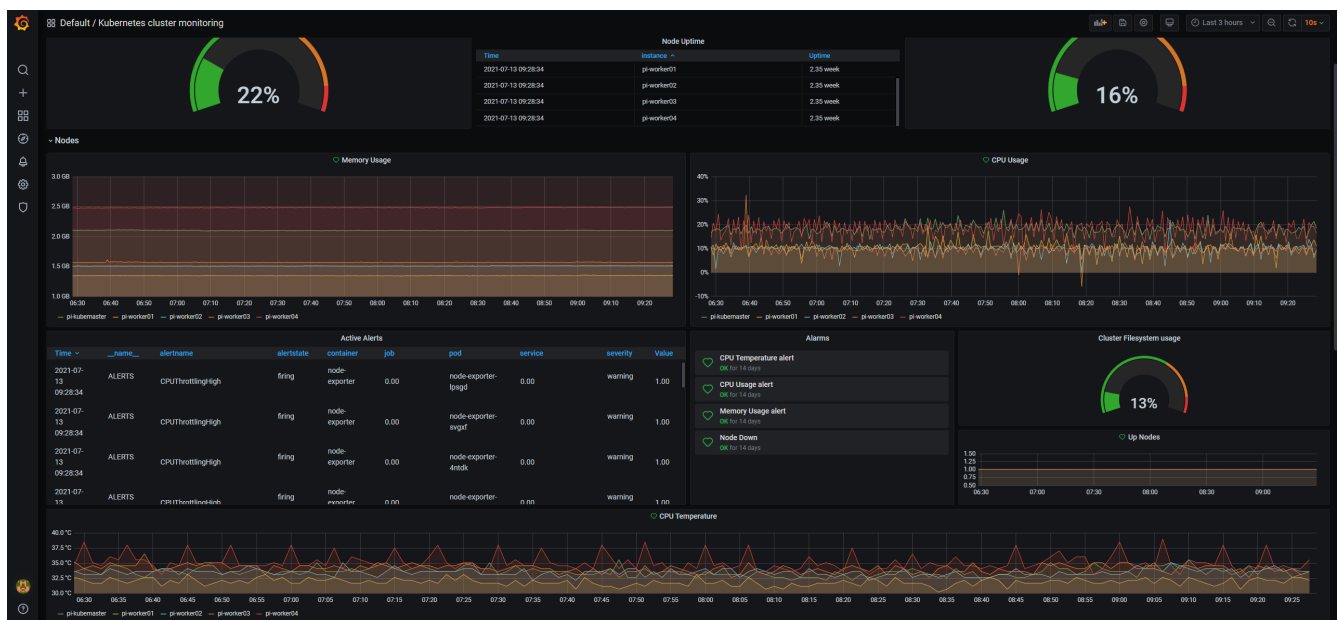 Default / Kubernetes cluster monitoring
Last 3 hours
10s
22%
Node Uptime
Time instance Uptime
2021-07-13 09:28:34 pi-worker01 2.35 week
2021-07-13 09:28:34 pi-worker02 2.35 week
2021-07-13 09:28:34 pi-worker03 2.35 week
2021-07-13 09:28:34 pi-worker04 2.35 week
16%
Nodes
Memory Usage
3.0 GB
2.5 GB
2.0 GB
1.5 GB
1.0 GB
06:30 06:40 06:50 07:00 07:10 07:20 07:30 07:40 07:50 08:00 08:10 08:20 08:30 08:40 08:50 09:00 09:10 09:20
pi-kubemaster pi-worker01 pi-worker02 pi-worker03 pi-worker04
CPU Usage
40%
30%
20%
10%
0%
-10%
06:30 06:40 06:50 07:00 07:10 07:20 07:30 07:40 07:50 08:00 08:10 08:20 08:30 08:40 08:50 09:00 09:10 09:20
pi-kubemaster pi-worker01 pi-worker02 pi-worker03 pi-worker04
Active Alerts
Time __name__ alertname alertstate container job pod service severity Value
2021-07-13 09:28:34 ALERTS CPUThrottlingHigh firing node-exporter 0.00 node-exporter-lpsgd 0.00 warning 1.00
2021-07-13 09:28:34 ALERTS CPUThrottlingHigh firing node-exporter 0.00 node-exporter-svgxf 0.00 warning 1.00
2021-07-13 09:28:34 ALERTS CPUThrottlingHigh firing node-exporter 0.00 node-exporter-4ntdk 0.00 warning 1.00
2021-07-13 ALERTS CPUThrottlingHigh firing node-exporter 0.00 node-exporter- 0.00 warning 1.00
Alarms
CPU Temperature alert
OK for 14 days
CPU Usage alert
OK for 14 days
Memory Usage alert
OK for 14 days
Node Down
OK for 14 days
Cluster Filesystem usage
13%
Up Nodes
1.50
1.25
1.00
0.75
0.50
06:30 07:00 07:30 08:00 08:30 09:00
CPU Temperature
40.0 °C
37.5 °C
35.0 °C
32.5 °C
30.0 °C
06:30 06:35 06:40 06:45 06:50 06:55 07:00 07:05 07:10 07:15 07:20 07:25 07:30 07:35 07:40 07:45 07:50 07:55 08:00 08:05 08:10 08:15 08:20 08:25 08:30 08:35 08:40 08:45 08:50 08:55 09:00 09:05 09:10 09:15 09:20 09:25
pi-kubemaster pi-worker01 pi-worker02 pi-worker03 pi-worker04